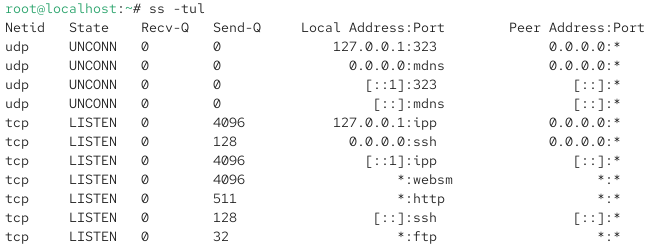 root@localhost:~# ss -tul
Netid  State   Recv-Q  Send-Q     Local Address:Port        Peer Address:Port
udp    UNCONN  0       0              127.0.0.1:323              0.0.0.0:*
udp    UNCONN  0       0                0.0.0.0:mdns             0.0.0.0:*
udp    UNCONN  0       0                  [::1]:323                 [::]:*
udp    UNCONN  0       0                   [::]:mdns                [::]:*
tcp    LISTEN  0       4096           127.0.0.1:ipp              0.0.0.0:*
tcp    LISTEN  0       128              0.0.0.0:ssh              0.0.0.0:*
tcp    LISTEN  0       4096               [::1]:ipp                 [::]:*
tcp    LISTEN  0       4096                   *:websm                  *:*
tcp    LISTEN  0       511                    *:http                   *:*
tcp    LISTEN  0       128                 [::]:ssh                 [::]:*
tcp    LISTEN  0       32                     *:ftp                    *:*